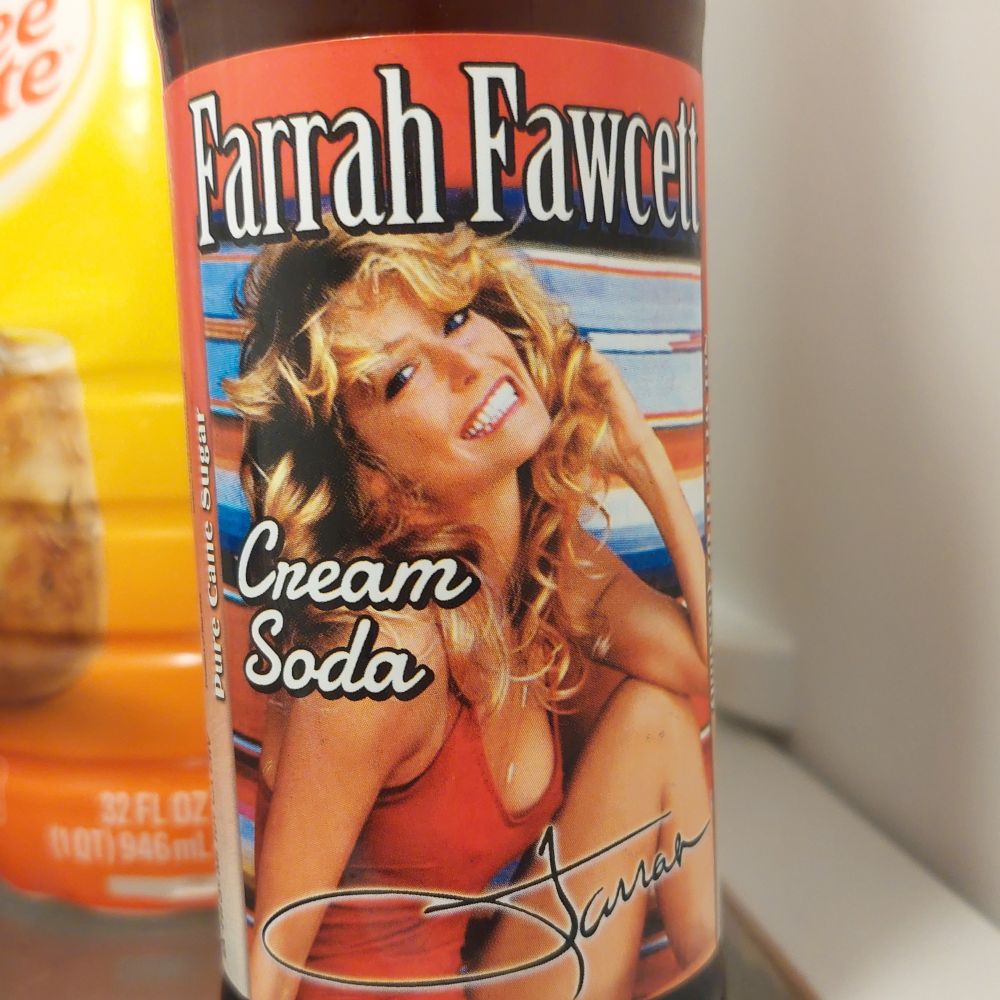 Farrah Fawcett
Cream
Soda
Farrah
Pure Cane Sugar
32 FL OZ
(1 QT) 946 mL